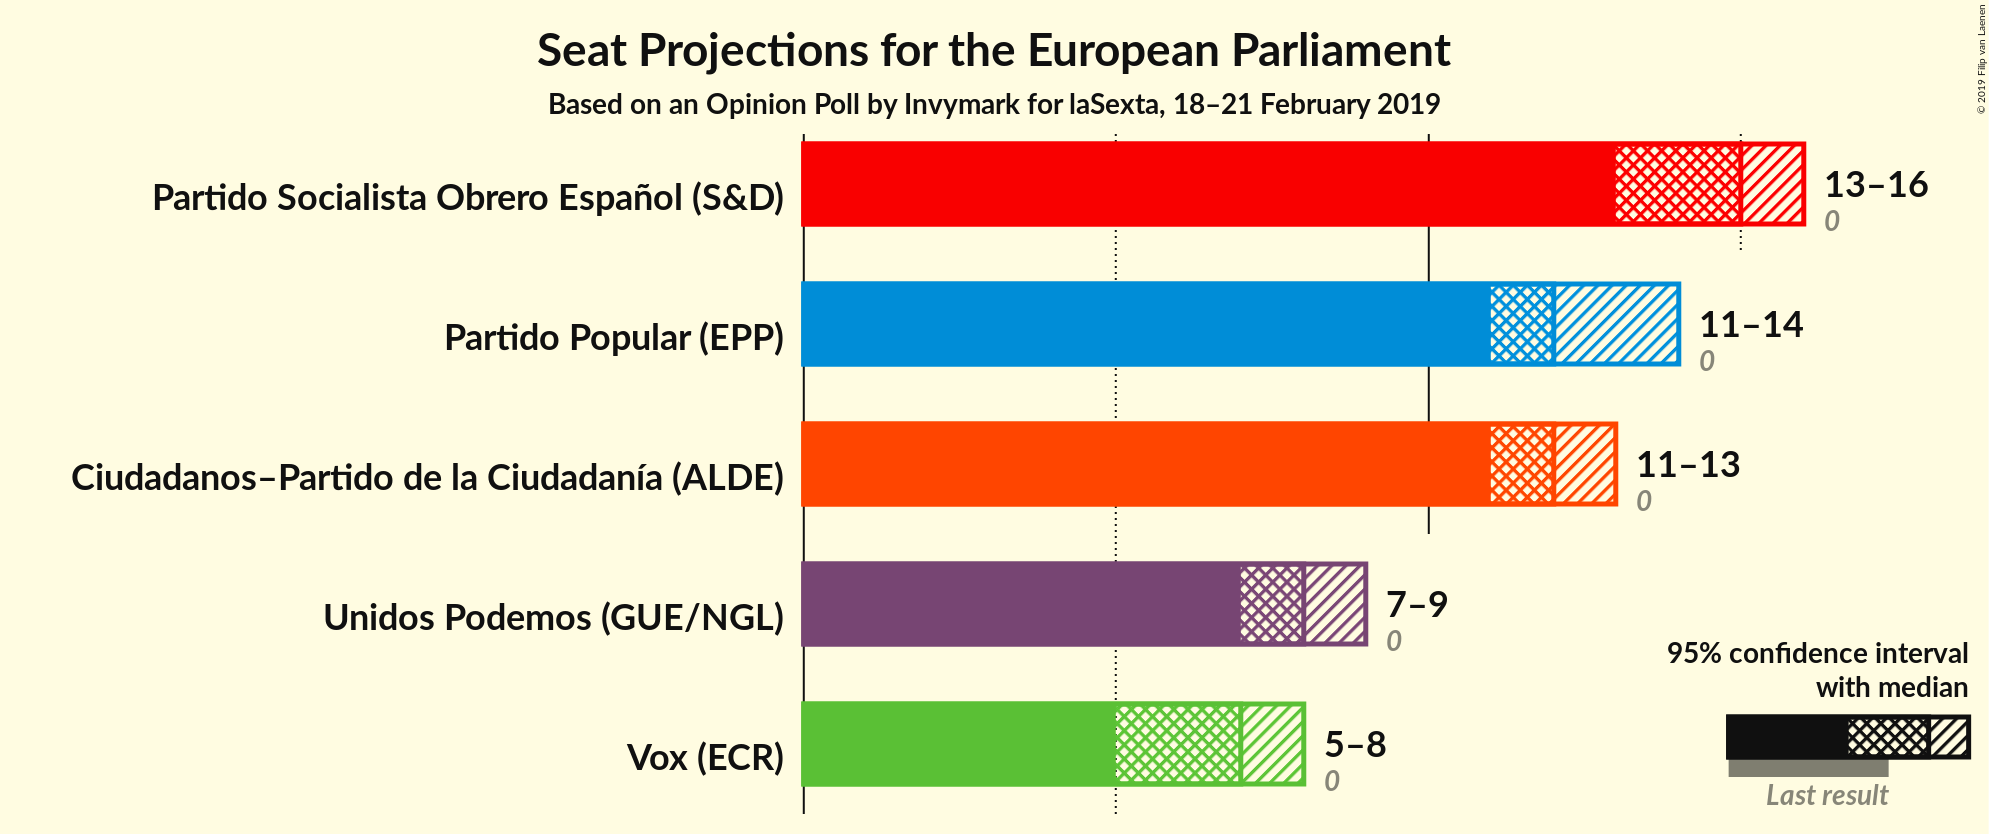 Seat Projections for the European Parliament
Based on an Opinion Poll by Invymark for laSexta, 18–21 February 2019
© 2019 Filip van Laenen
Partido Socialista Obrero Español (S&D)
13–16
0
Partido Popular (EPP)
11–14
0
Ciudadanos–Partido de la Ciudadanía (ALDE)
11–13
0
Unidos Podemos (GUE/NGL)
7–9
0
Vox (ECR)
5–8
0
95% confidence interval
with median
Last result